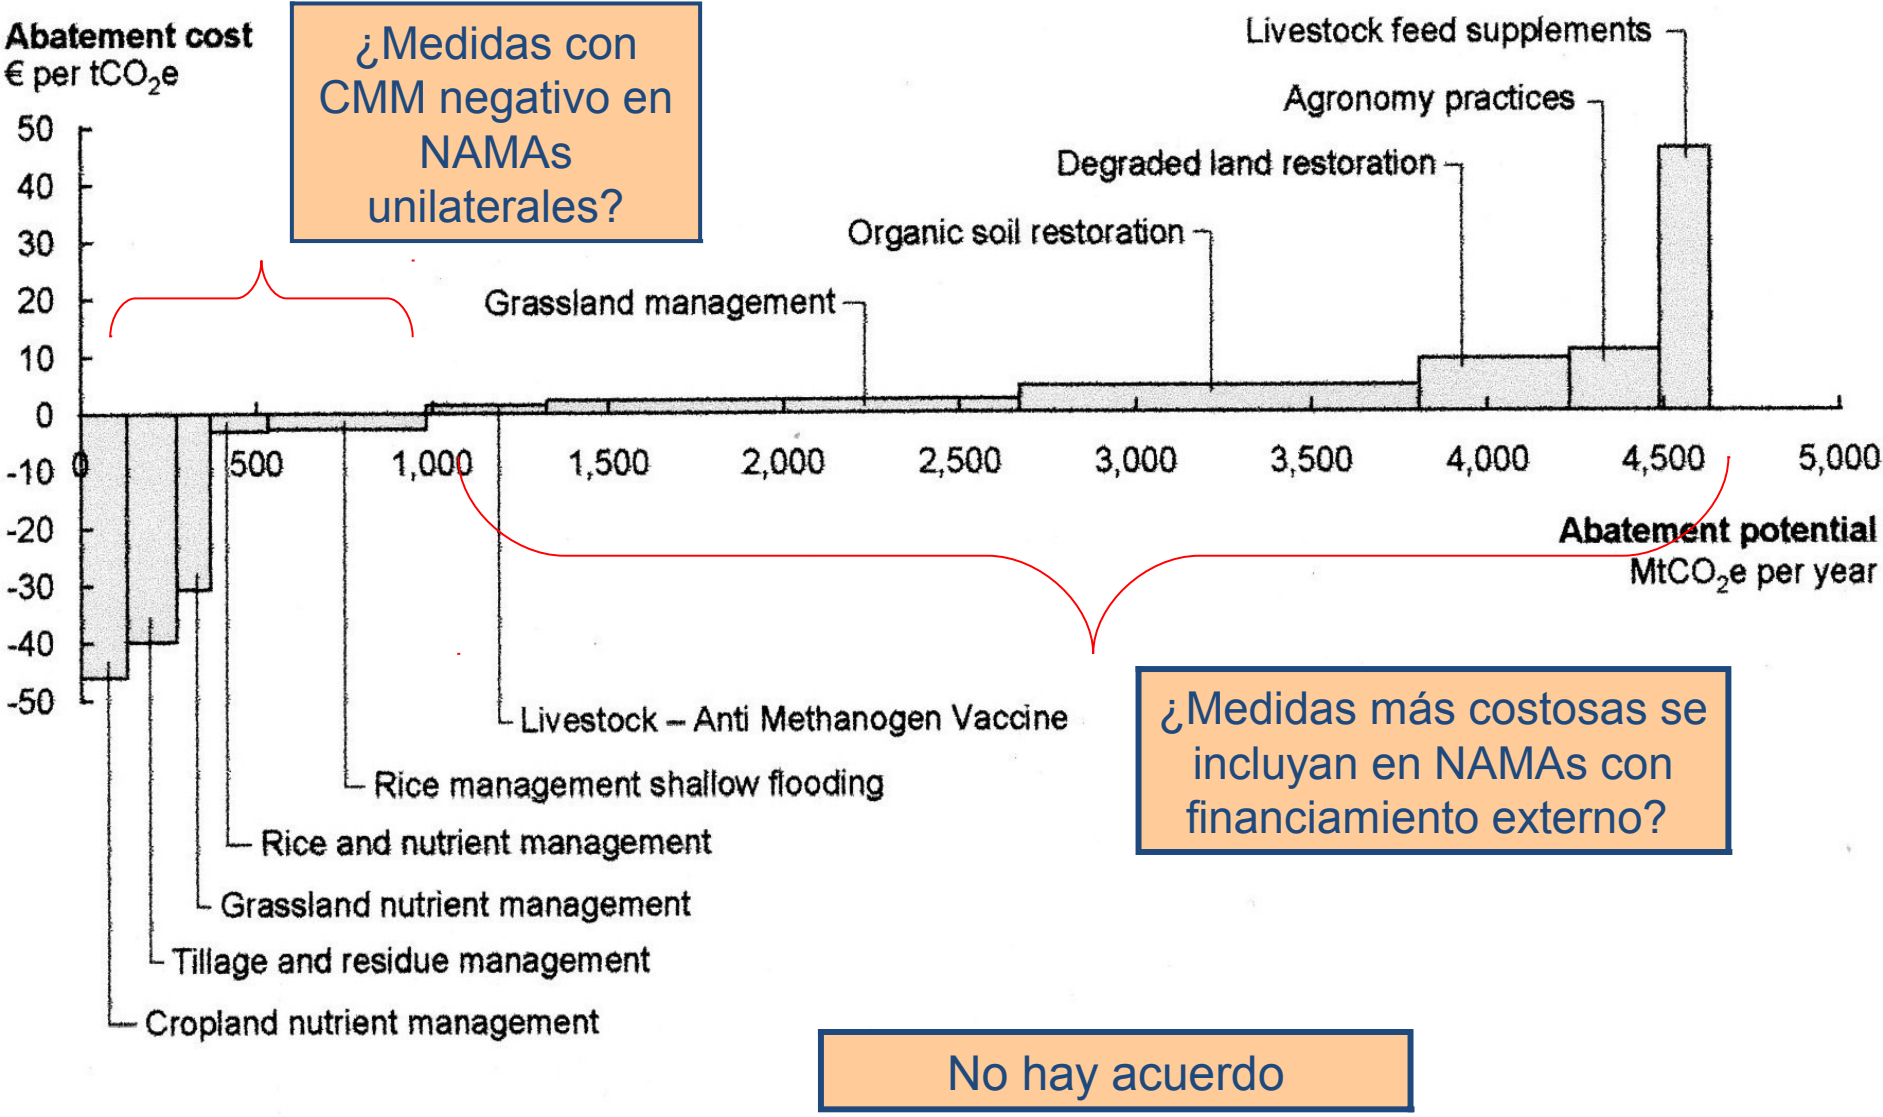 Abatement cost
€ per tCO₂e
¿Medidas con
CMM negativo en
NAMAs
unilaterales?
Livestock feed supplements
Agronomy practices
Degraded land restoration
Organic soil restoration
Grassland management
50
40
30
20
10
0
-10
-20
-30
-40
-50
0
500
1,000
1,500
2,000
2,500
3,000
3,500
4,000
4,500
5,000
Abatement potential
MtCO₂e per year
Livestock – Anti Methanogen Vaccine
Rice management shallow flooding
Rice and nutrient management
Grassland nutrient management
Tillage and residue management
Cropland nutrient management
¿Medidas más costosas se
incluyan en NAMAs con
financiamiento externo?
No hay acuerdo